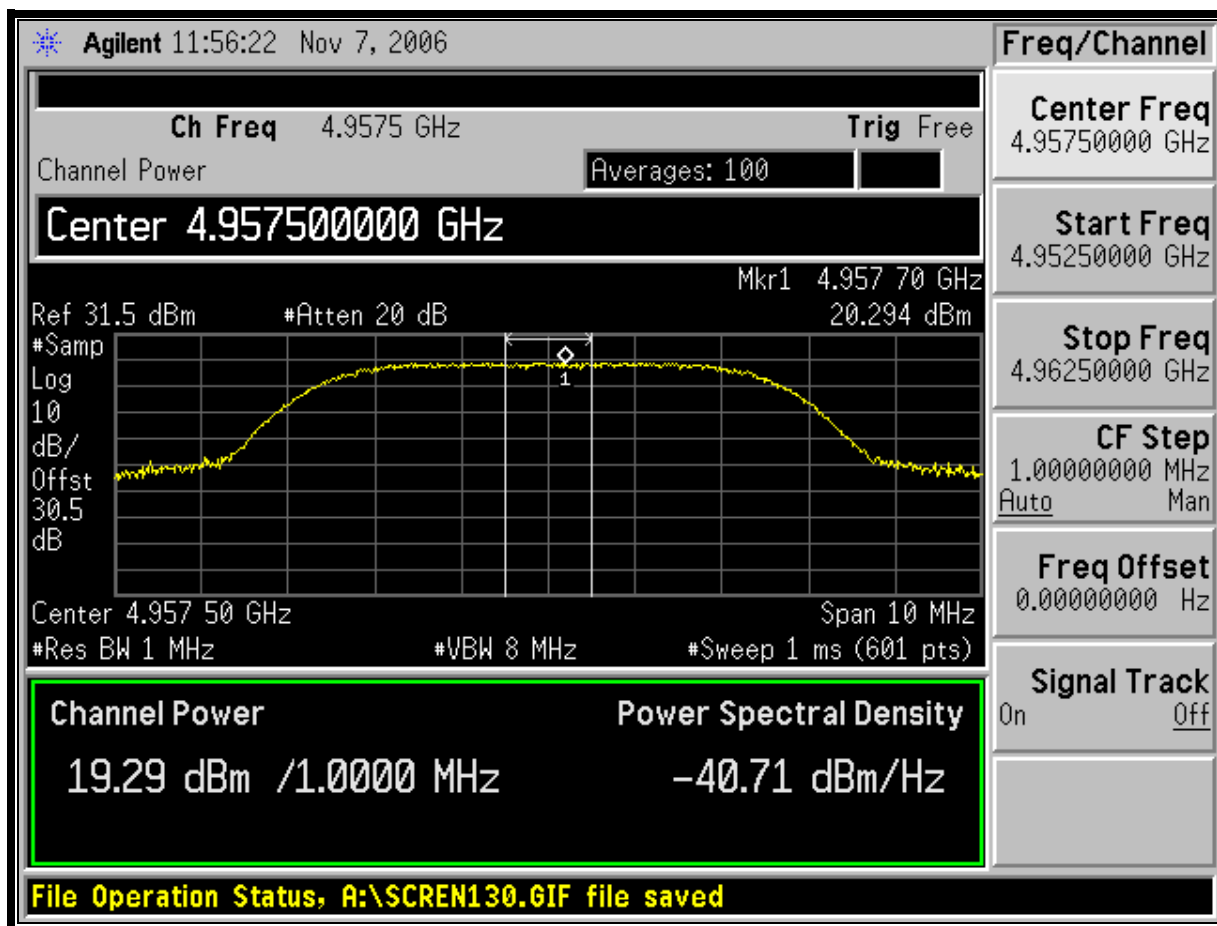 Agilent 11:56:22 Nov 7, 2006
Freq/Channel
Ch Freq 4.9575 GHz Trig Free
Channel Power Averages: 100
Center 4.957500000 GHz
Mkr1 4.957 70 GHz
Ref 31.5 dBm #Atten 20 dB 20.294 dBm
#Samp
Log
10
dB/
Offst
30.5
dB
1
Center 4.957 50 GHz Span 10 MHz
#Res BW 1 MHz #VBW 8 MHz #Sweep 1 ms (601 pts)
Channel Power Power Spectral Density
19.29 dBm /1.0000 MHz -40.71 dBm/Hz
File Operation Status, A:\SCREN130.GIF file saved
Center Freq
4.95750000 GHz
Start Freq
4.95250000 GHz
Stop Freq
4.96250000 GHz
CF Step
1.00000000 MHz
Auto Man
Freq Offset
0.00000000 Hz
Signal Track
On Off